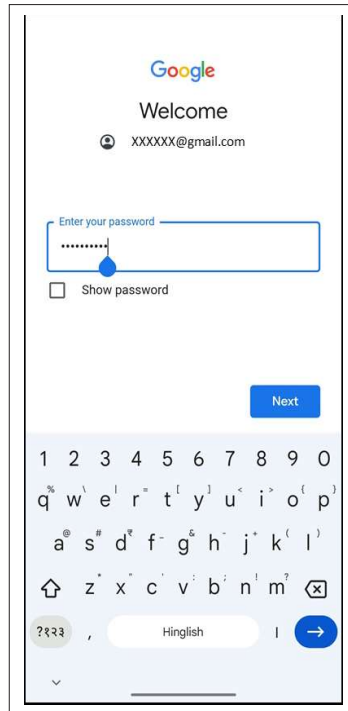 Google
Welcome
XXXXXX@gmail.com
Enter your password
••••••••••
Show password
Next
1 2 3 4 5 6 7 8 9 0
q% w\ e| r= t[ y] u< i> o{ p}
a@ s# d₹ f- g& h- j+ k( l)
z* x" c' v: b; n! m?
?१२३ , Hinglish |